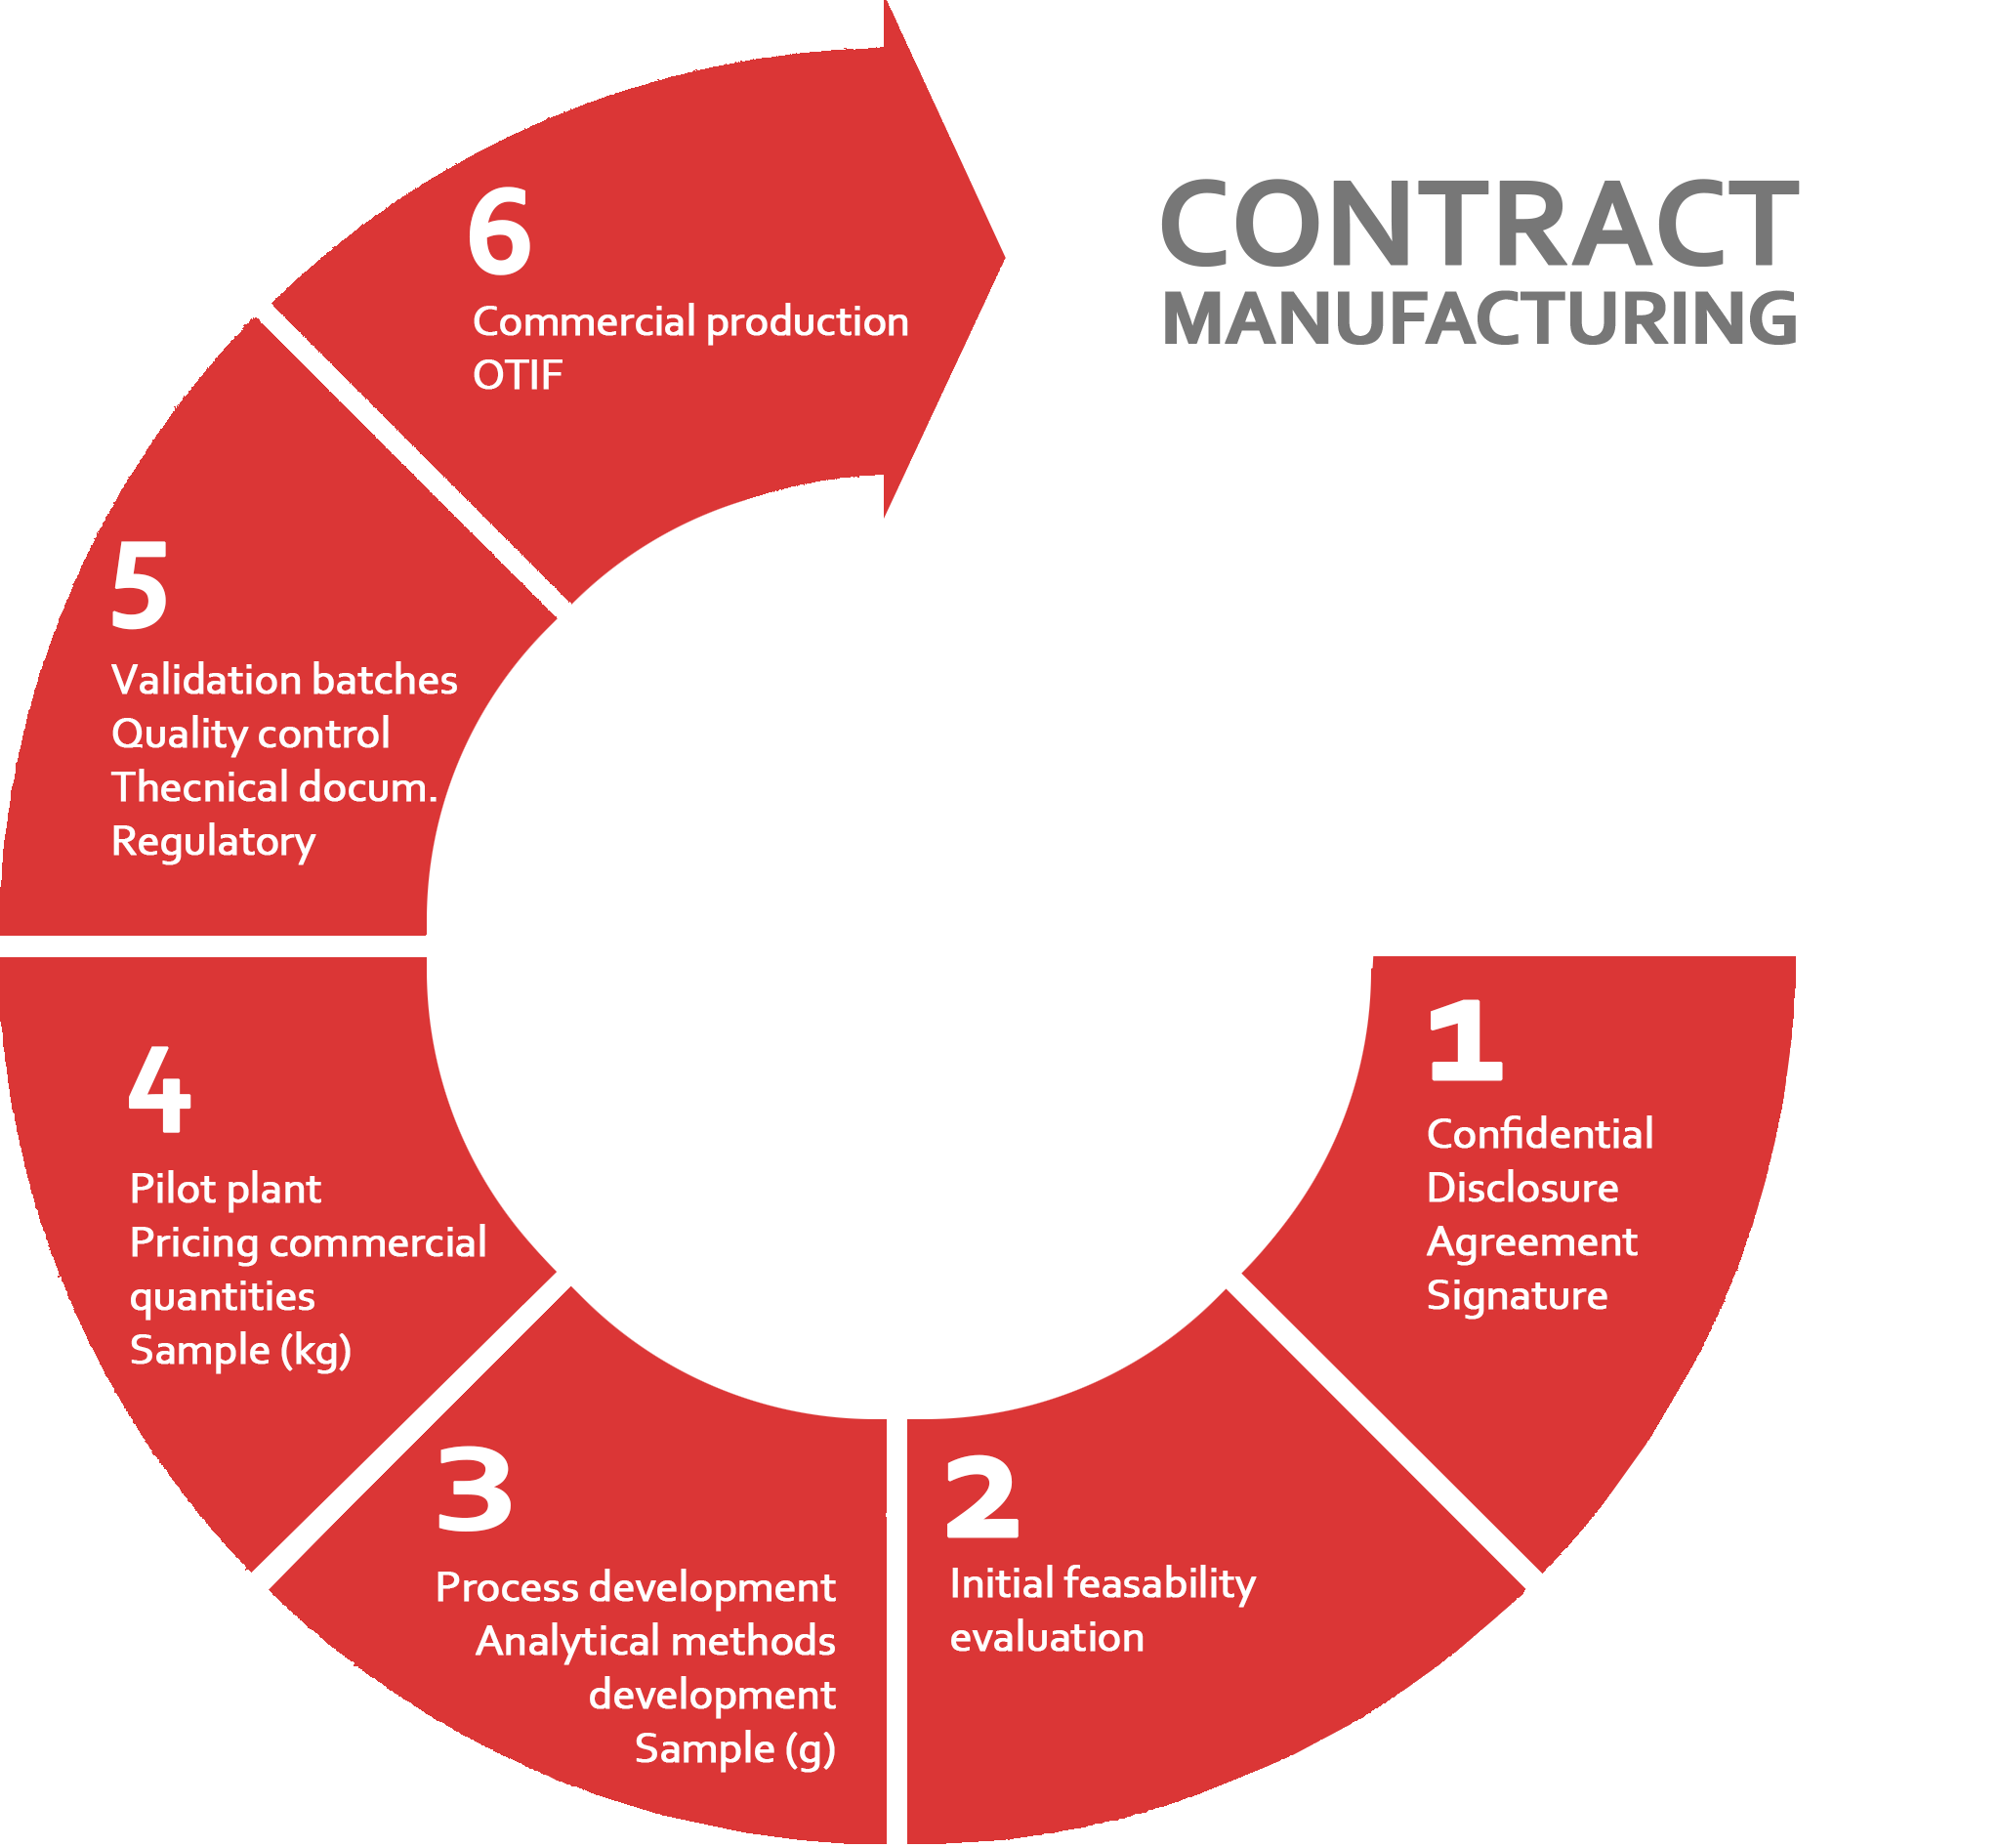 CONTRACT
MANUFACTURING
1
Confidential
Disclosure
Agreement
Signature
2
Initial feasability
evaluation
3
Process development
Analytical methods
development
Sample (g)
4
Pilot plant
Pricing commercial
quantities
Sample (kg)
5
Validation batches
Quality control
Thecnical docum.
Regulatory
6
Commercial production
OTIF